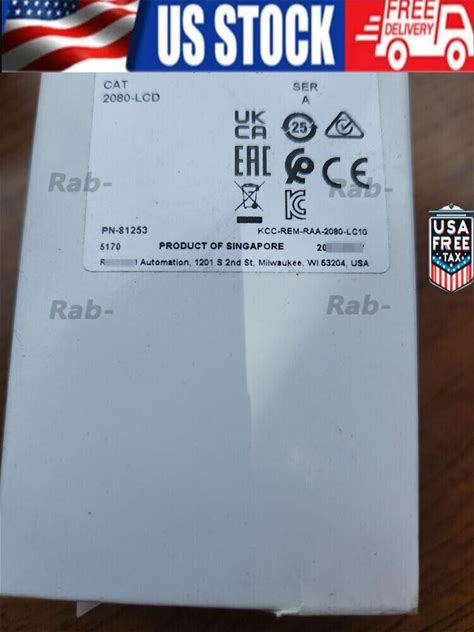 US STOCK
FREE
DELIVERY
CAT
2080-LCD
SER
A
UK
CA
25
EAC
CE
Rab-
Rab-
PN-81253
KCC-REM-RAA-2080-LC10
5170
PRODUCT OF SINGAPORE
20
Automation, 1201 S 2nd St, Milwaukee, WI 53204, USA
USA
FREE
TAX
Rab-
Rab-